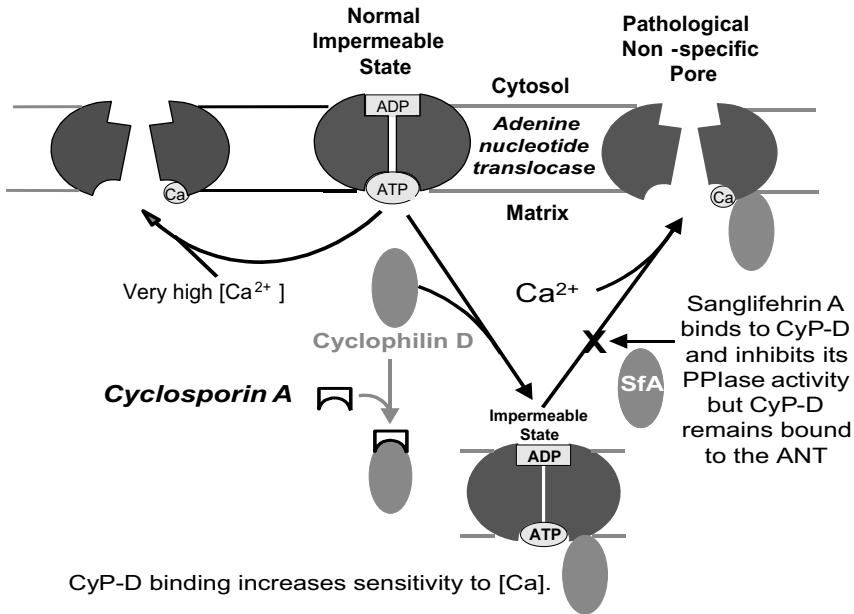 Normal
Impermeable
State
Pathological
Non -specific
Pore
Cytosol
ADP
Adenine
nucleotide
translocase
Ca
ATP
Ca
Matrix
Very high [Ca2+ ]
Ca2+
Cyclophilin D
Sanglifehrin A
binds to CyP-D
and inhibits its
PPIase activity
but CyP-D
remains bound
to the ANT
X
SfA
Cyclosporin A
Impermeable
State
ADP
ATP
CyP-D binding increases sensitivity to [Ca].